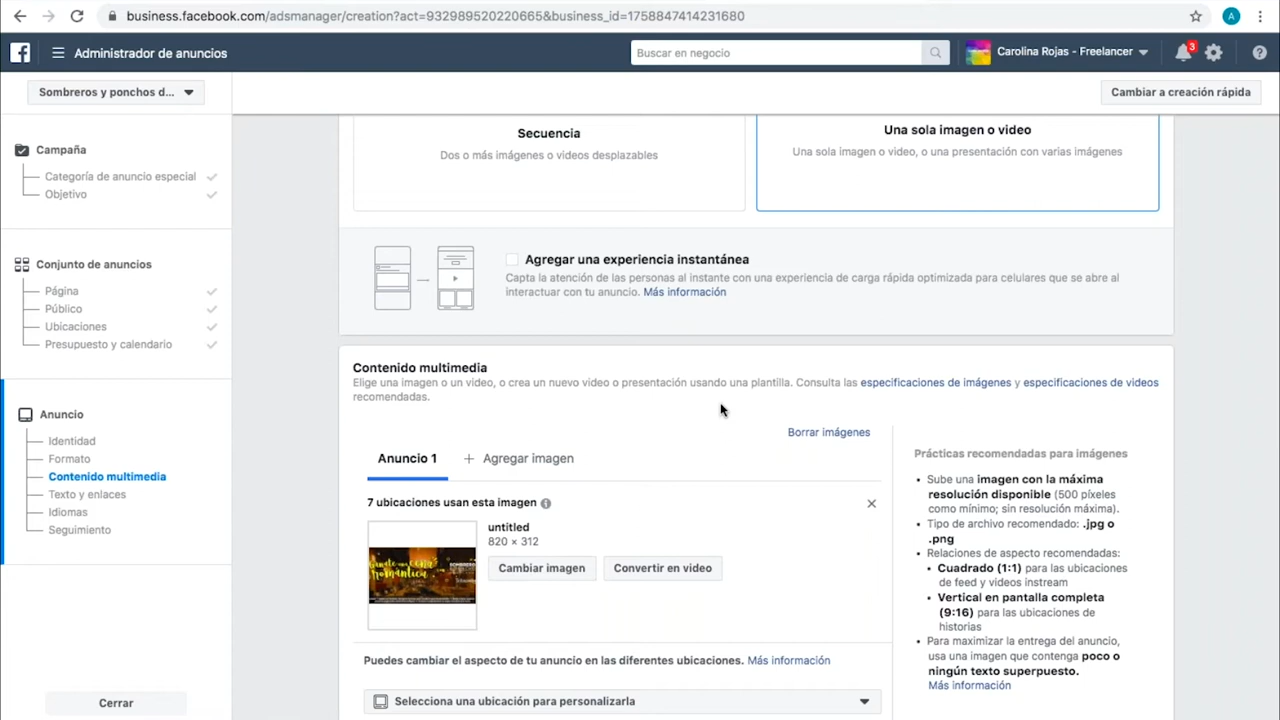 business.facebook.com/adsmanager/creation?act=932989520220665&business_id=1758847414231680
A
Administrador de anuncios
Buscar en negocio
Carolina Rojas - Freelancer
3
Sombreros y ponchos d...
Cambiar a creación rápida
Campaña
Categoría de anuncio especial
Objetivo
Conjunto de anuncios
Página
Público
Ubicaciones
Presupuesto y calendario
Anuncio
Identidad
Formato
Contenido multimedia
Texto y enlaces
Idiomas
Seguimiento
Cerrar
Secuencia
Dos o más imágenes o videos desplazables
Una sola imagen o video
Una sola imagen o video, o una presentación con varias imágenes
Agregar una experiencia instantánea
Capta la atención de las personas al instante con una experiencia de carga rápida optimizada para celulares que se abre al
interactuar con tu anuncio. Más información
Contenido multimedia
Elige una imagen o un video, o crea un nuevo video o presentación usando una plantilla. Consulta las especificaciones de imágenes y especificaciones de videos
recomendadas.
Borrar imágenes
Anuncio 1
+ Agregar imagen
7 ubicaciones usan esta imagen
untitled
820 × 312
Cambiar imagen
Convertir en video
romántica
Puedes cambiar el aspecto de tu anuncio en las diferentes ubicaciones. Más información
Selecciona una ubicación para personalizarla
Prácticas recomendadas para imágenes
• Sube una imagen con la máxima
resolución disponible (500 píxeles
como mínimo; sin resolución máxima).
• Tipo de archivo recomendado: .jpg o
.png
• Relaciones de aspecto recomendadas:
• Cuadrado (1:1) para las ubicaciones
de feed y videos instream
• Vertical en pantalla completa
(9:16) para las ubicaciones de
historias
• Para maximizar la entrega del anuncio,
usa una imagen que contenga poco o
ningún texto superpuesto.
Más información